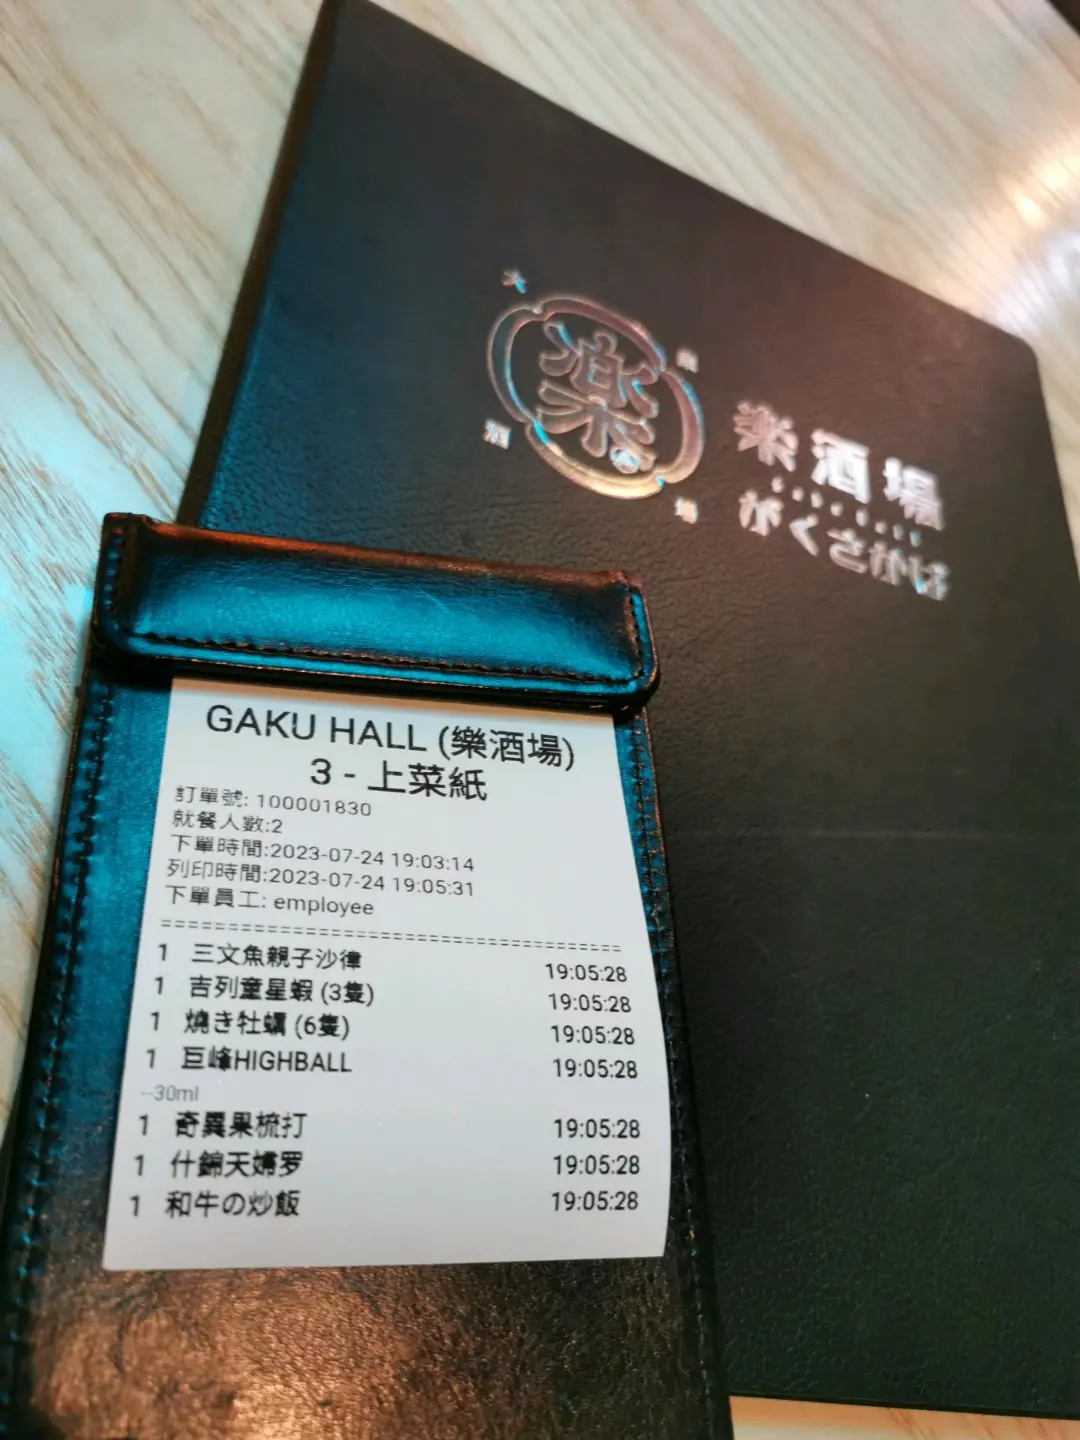 大
樂
酒
場
楽酒場
がくさかば
GAKU HALL (樂酒場)
3 - 上菜紙
訂單號: 100001830
就餐人數:2
下單時間:2023-07-24 19:03:14
列印時間:2023-07-24 19:05:31
下單員工: employee
=====================================
1 三文魚親子沙律 19:05:28
1 吉列童星蝦 (3隻) 19:05:28
1 燒き牡蠣 (6隻) 19:05:28
1 巨峰HIGHBALL 19:05:28
--30ml
1 奇異果梳打 19:05:28
1 什錦天婦罗 19:05:28
1 和牛の炒飯 19:05:28